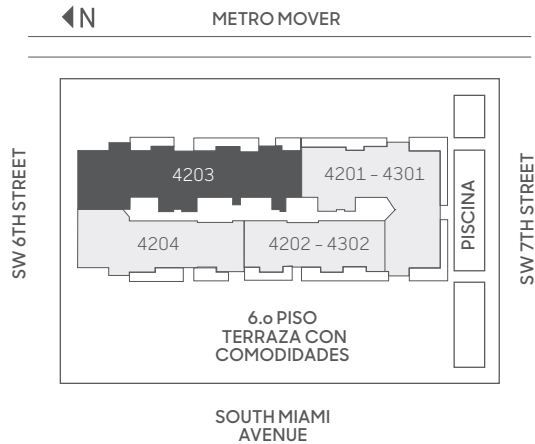 N
METRO MOVER
SW 6TH STREET
4203
4201 – 4301
4204
4202 – 4302
PISCINA
SW 7TH STREET
6.o PISO
TERRAZA CON
COMODIDADES
SOUTH MIAMI
AVENUE